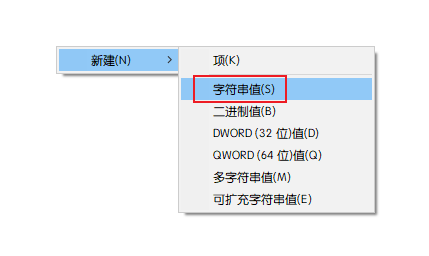 新建(N)
项(K)
字符串值(S)
二进制值(B)
DWORD (32 位)值(D)
QWORD (64 位)值(Q)
多字符串值(M)
可扩充字符串值(E)